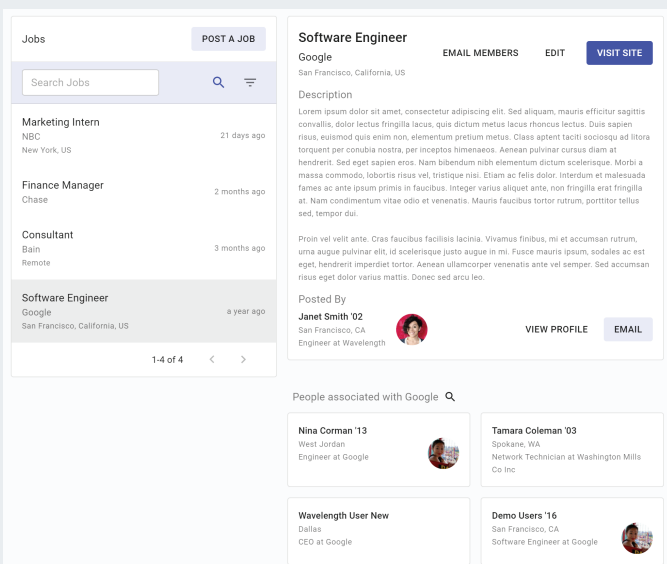 Jobs
POST A JOB
Search Jobs
Marketing Intern
NBC
New York, US
21 days ago
Finance Manager
Chase
2 months ago
Consultant
Bain
Remote
3 months ago
Software Engineer
Google
San Francisco, California, US
a year ago
1-4 of 4
Software Engineer
Google
San Francisco, California, US
EMAIL MEMBERS
EDIT
VISIT SITE
Description
Lorem ipsum dolor sit amet, consectetur adipiscing elit. Sed aliquam, mauris efficitur sagittis
convallis, dolor lectus fringilla lacus, quis dictum metus lacus rhoncus lectus. Duis sapien
risus, euismod quis enim non, elementum pretium metus. Class aptent taciti sociosqu ad litora
torquent per conubia nostra, per inceptos himenaeos. Aenean pulvinar cursus diam at
hendrerit. Sed eget sapien eros. Nam bibendum nibh elementum dictum scelerisque. Morbi a
massa commodo, lobortis risus vel, tristique nisi. Etiam ac felis dolor. Interdum et malesuada
fames ac ante ipsum primis in faucibus. Integer varius aliquet ante, non fringilla erat fringilla
at. Nam condimentum vitae odio et venenatis. Mauris faucibus tortor rutrum, porttitor tellus
sed, tempor dui.
Proin vel velit ante. Cras faucibus facilisis lacinia. Vivamus finibus, mi et accumsan rutrum,
urna augue pulvinar elit, id scelerisque justo augue in mi. Fusce mauris ipsum, sodales ac est
eget, hendrerit imperdiet tortor. Aenean ullamcorper venenatis ante vel semper. Sed accumsan
risus eget dolor varius mattis. Donec sed arcu leo.
Posted By
Janet Smith '02
San Francisco, CA
Engineer at Wavelength
VIEW PROFILE
EMAIL
People associated with Google
Nina Corman '13
West Jordan
Engineer at Google
Tamara Coleman '03
Spokane, WA
Network Technician at Washington Mills
Co Inc
Wavelength User New
Dallas
CEO at Google
Demo Users '16
San Francisco, CA
Software Engineer at Google